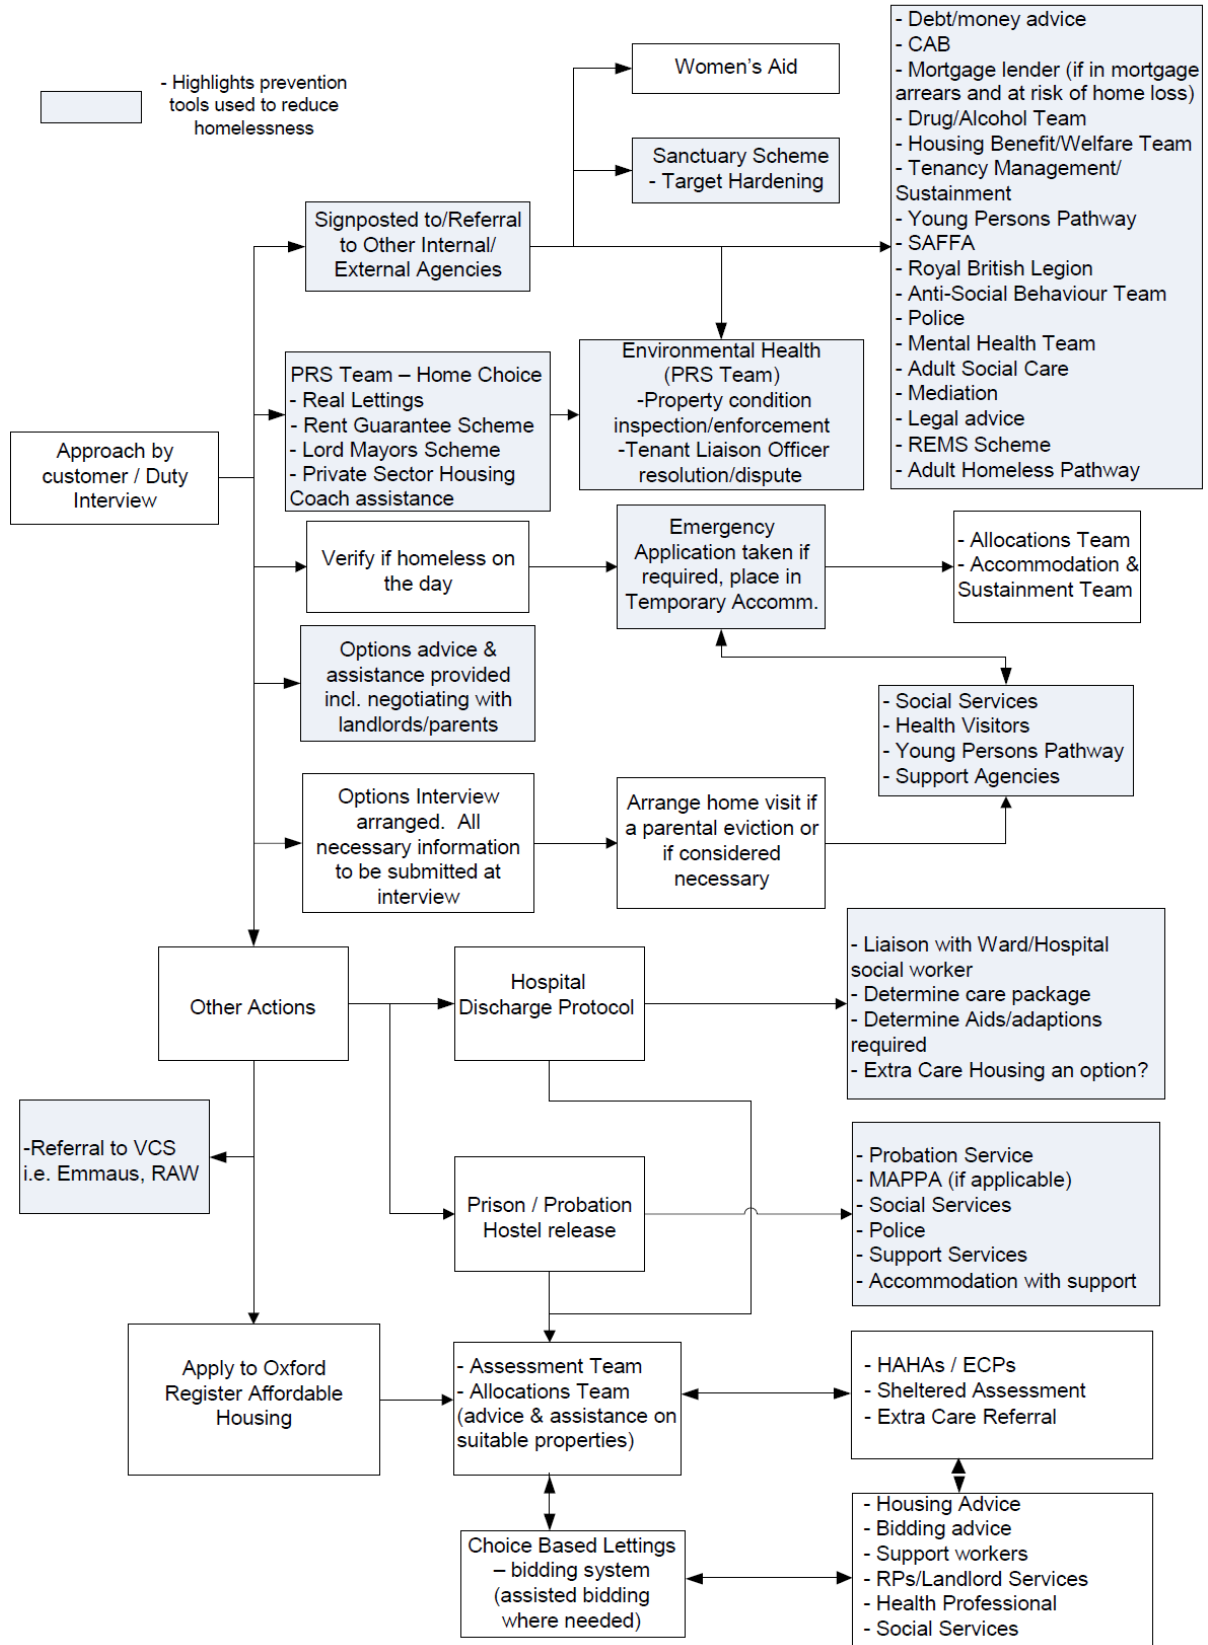 - Highlights prevention
tools used to reduce
homelessness
Women's Aid
Sanctuary Scheme
- Target Hardening
- Debt/money advice
- CAB
- Mortgage lender (if in mortgage
arrears and at risk of home loss)
- Drug/Alcohol Team
- Housing Benefit/Welfare Team
- Tenancy Management/
Sustainment
- Young Persons Pathway
- SAFFA
- Royal British Legion
- Anti-Social Behaviour Team
- Police
- Mental Health Team
- Adult Social Care
- Mediation
- Legal advice
- REMS Scheme
- Adult Homeless Pathway
Signposted to/Referral
to Other Internal/
External Agencies
PRS Team – Home Choice
- Real Lettings
- Rent Guarantee Scheme
- Lord Mayors Scheme
- Private Sector Housing
Coach assistance
Environmental Health
(PRS Team)
-Property condition
inspection/enforcement
-Tenant Liaison Officer
resolution/dispute
Approach by
customer / Duty
Interview
Verify if homeless on
the day
Emergency
Application taken if
required, place in
Temporary Accomm.
- Allocations Team
- Accommodation &
Sustainment Team
Options advice &
assistance provided
incl. negotiating with
landlords/parents
- Social Services
- Health Visitors
- Young Persons Pathway
- Support Agencies
Options Interview
arranged. All
necessary information
to be submitted at
interview
Arrange home visit if
a parental eviction or
if considered
necessary
Other Actions
Hospital
Discharge Protocol
- Liaison with Ward/Hospital
social worker
- Determine care package
- Determine Aids/adaptions
required
- Extra Care Housing an option?
-Referral to VCS
i.e. Emmaus, RAW
Prison / Probation
Hostel release
- Probation Service
- MAPPA (if applicable)
- Social Services
- Police
- Support Services
- Accommodation with support
Apply to Oxford
Register Affordable
Housing
- Assessment Team
- Allocations Team
(advice & assistance on
suitable properties)
- HAHAs / ECPs
- Sheltered Assessment
- Extra Care Referral
Choice Based Lettings
– bidding system
(assisted bidding
where needed)
- Housing Advice
- Bidding advice
- Support workers
- RPs/Landlord Services
- Health Professional
- Social Services